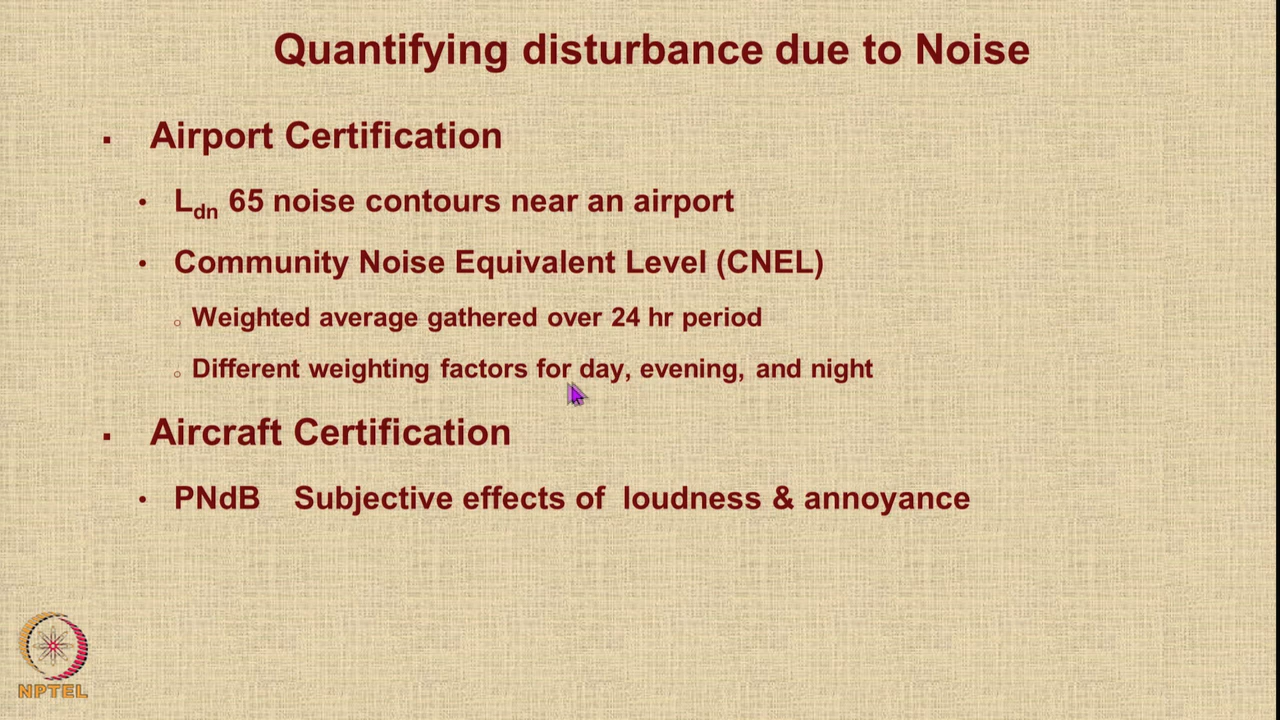 Quantifying disturbance due to Noise
▪ Airport Certification
• Ldn 65 noise contours near an airport
• Community Noise Equivalent Level (CNEL)
○ Weighted average gathered over 24 hr period
○ Different weighting factors for day, evening, and night
▪ Aircraft Certification
• PNdB Subjective effects of loudness & annoyance
NPTEL